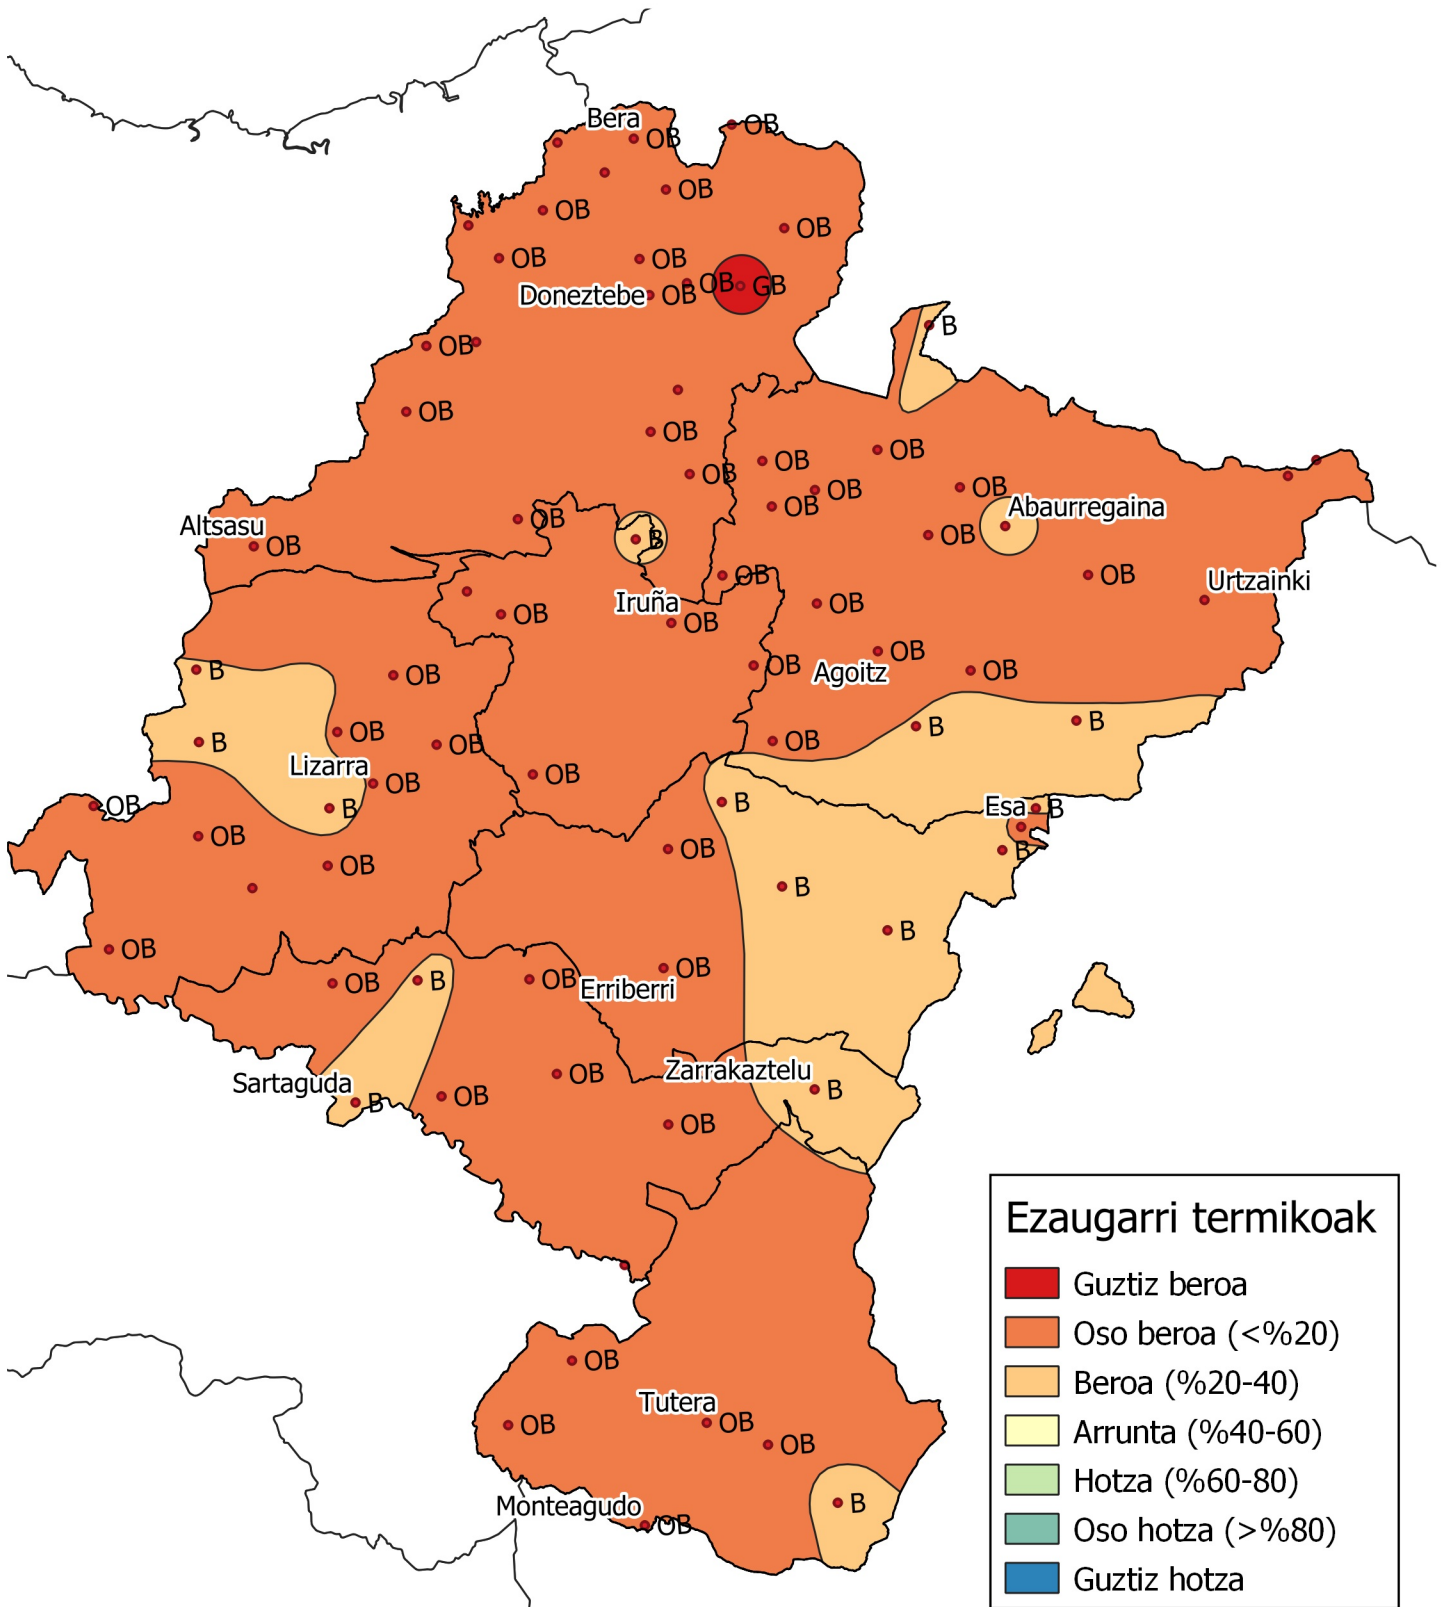 Bera
OB
OB
OB
OB
OB
OB
OB
Doneztebe
OB
OB
GB
B
OB
OB
OB
OB
OB
OB
OB
OB
OB
Abaurregaina
Altsasu
OB
OB
B
OB
OB
OB
OB
Urtzainki
Iruña
OB
OB
OB
B
OB
OB
Agoitz
OB
OB
B
OB
OB
OB
B
B
Lizarra
OB
OB
B
B
Esa
B
OB
OB
OB
OB
B
B
B
OB
OB
B
OB
Erriberri
OB
B
Sartaguda
B
OB
OB
Zarrakaztelu
B
OB
Ezaugarri termikoak
Guztiz beroa
Oso beroa (<%20)
Beroa (%20-40)
Arrunta (%40-60)
Hotza (%60-80)
Oso hotza (>%80)
Guztiz hotza
OB
Tutera
OB
OB
OB
B
Monteagudo
OB